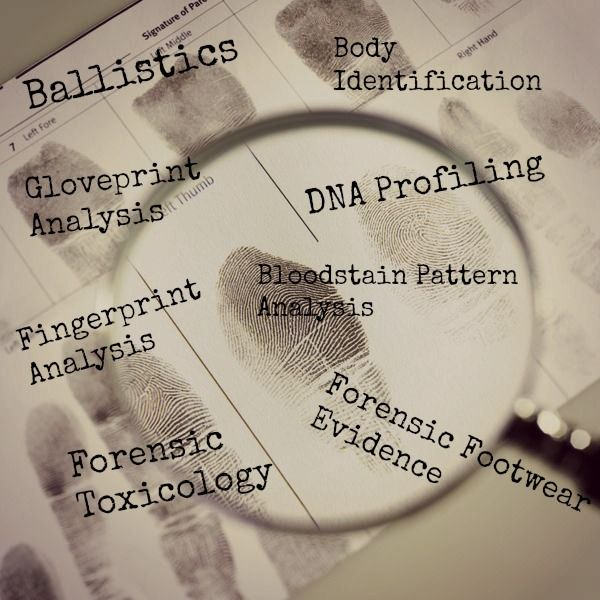 Signature of Par
Left Middle
Ballistics
Body
Identification
Right Hand
7 Left Fore
Gloveprint
Analysis
lt Thumb
DNA Profiling
Bloodstain Pattern
Analysis
Fingerprint
Analysis
Forensic Footwear
Evidence
Forensic
Toxicology